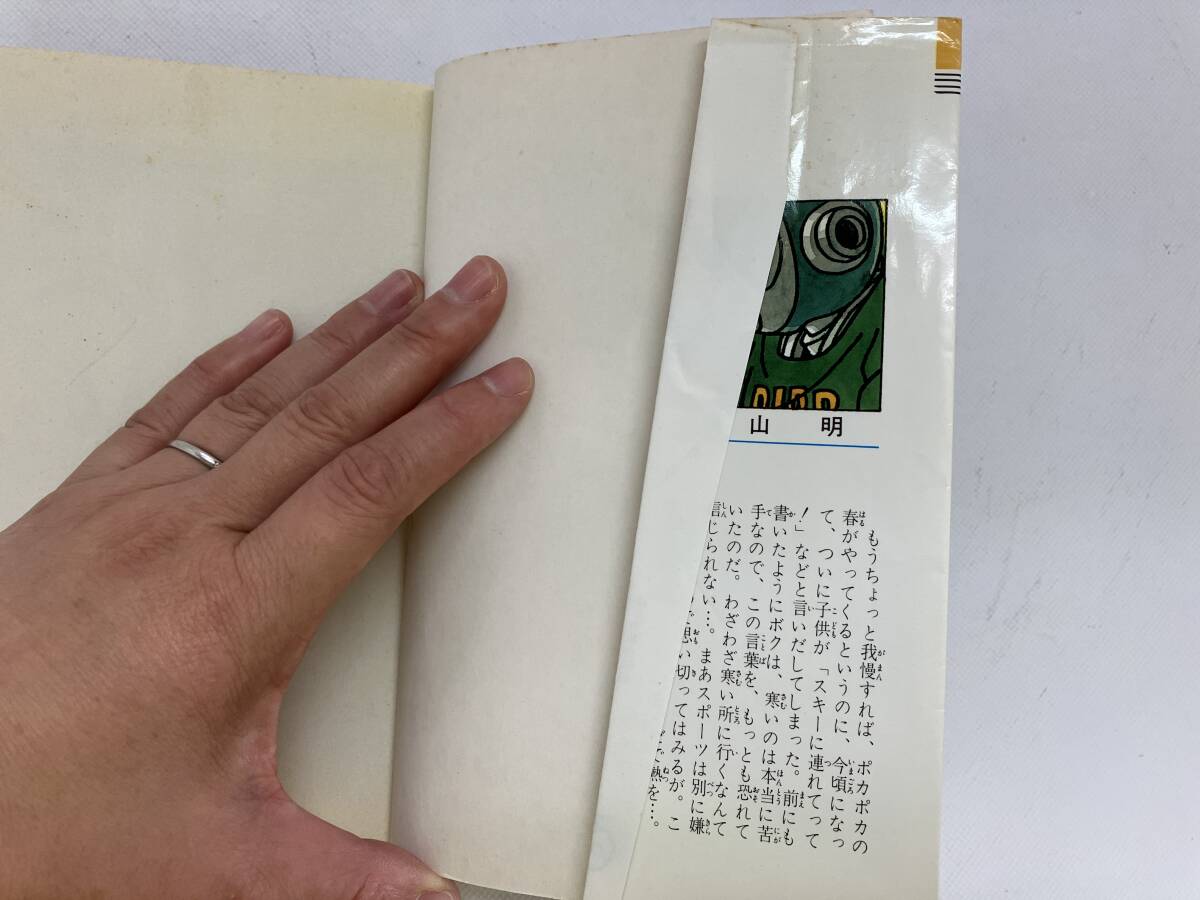 山 明
もうちょっと我慢すれば、ポカポカの
春がやってくるというのに、今頃になっ
て、ついに子供が「スキーに連れてって
!」などと言いだしてしまった。前にも
書いたようにボクは、寒いのは本当に苦
手なので、この言葉を、もっとも恐れて
いたのだ。わざわざ寒い所に行くなんて
信じられない…。まあスポーツは別に嫌
思い切ってはみるが。こ
で熱を…。